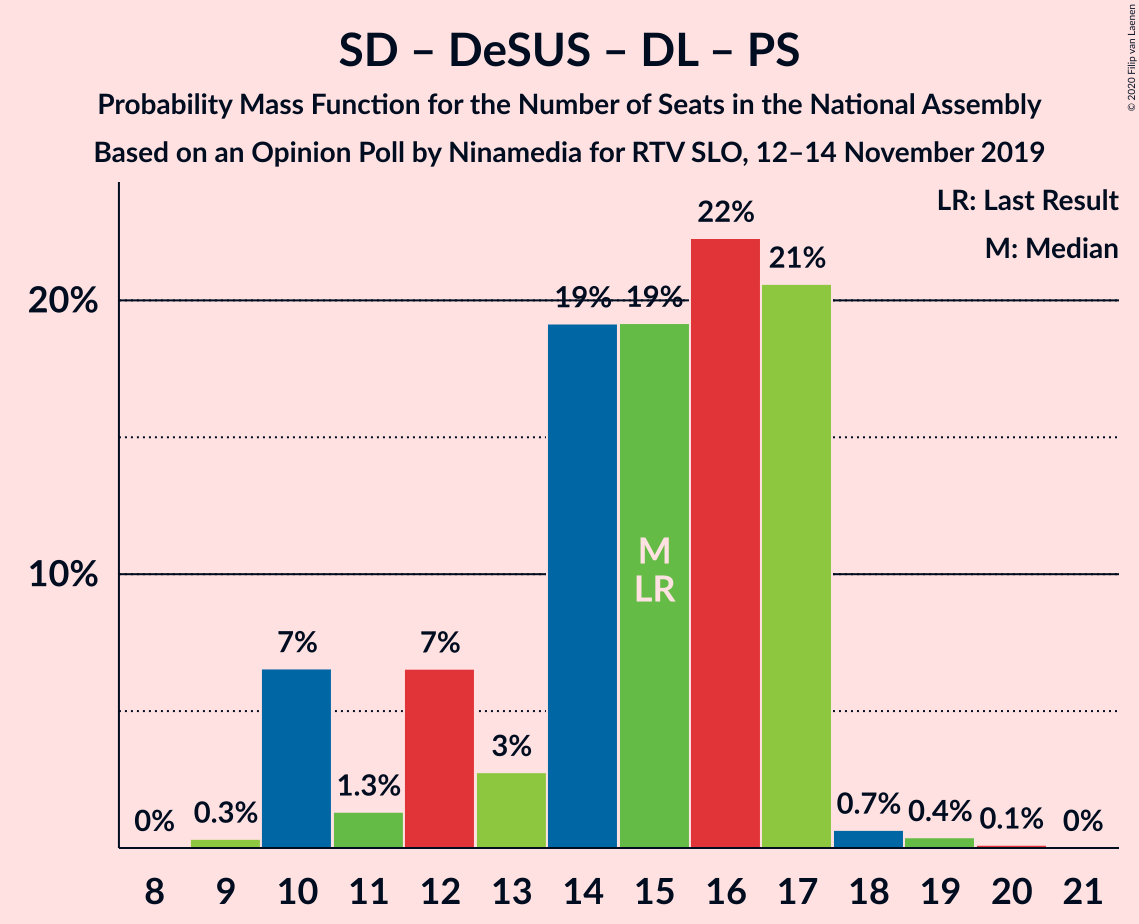 SD – DeSUS – DL – PS
Probability Mass Function for the Number of Seats in the National Assembly
Based on an Opinion Poll by Ninamedia for RTV SLO, 12–14 November 2019
© 2020 Filip van Laenen
LR: Last Result
M: Median
20%
10%
0%
0.3%
7%
1.3%
7%
3%
19%
19%
22%
21%
0.7%
0.4%
0.1%
0%
M
LR
8 9 10 11 12 13 14 15 16 17 18 19 20 21